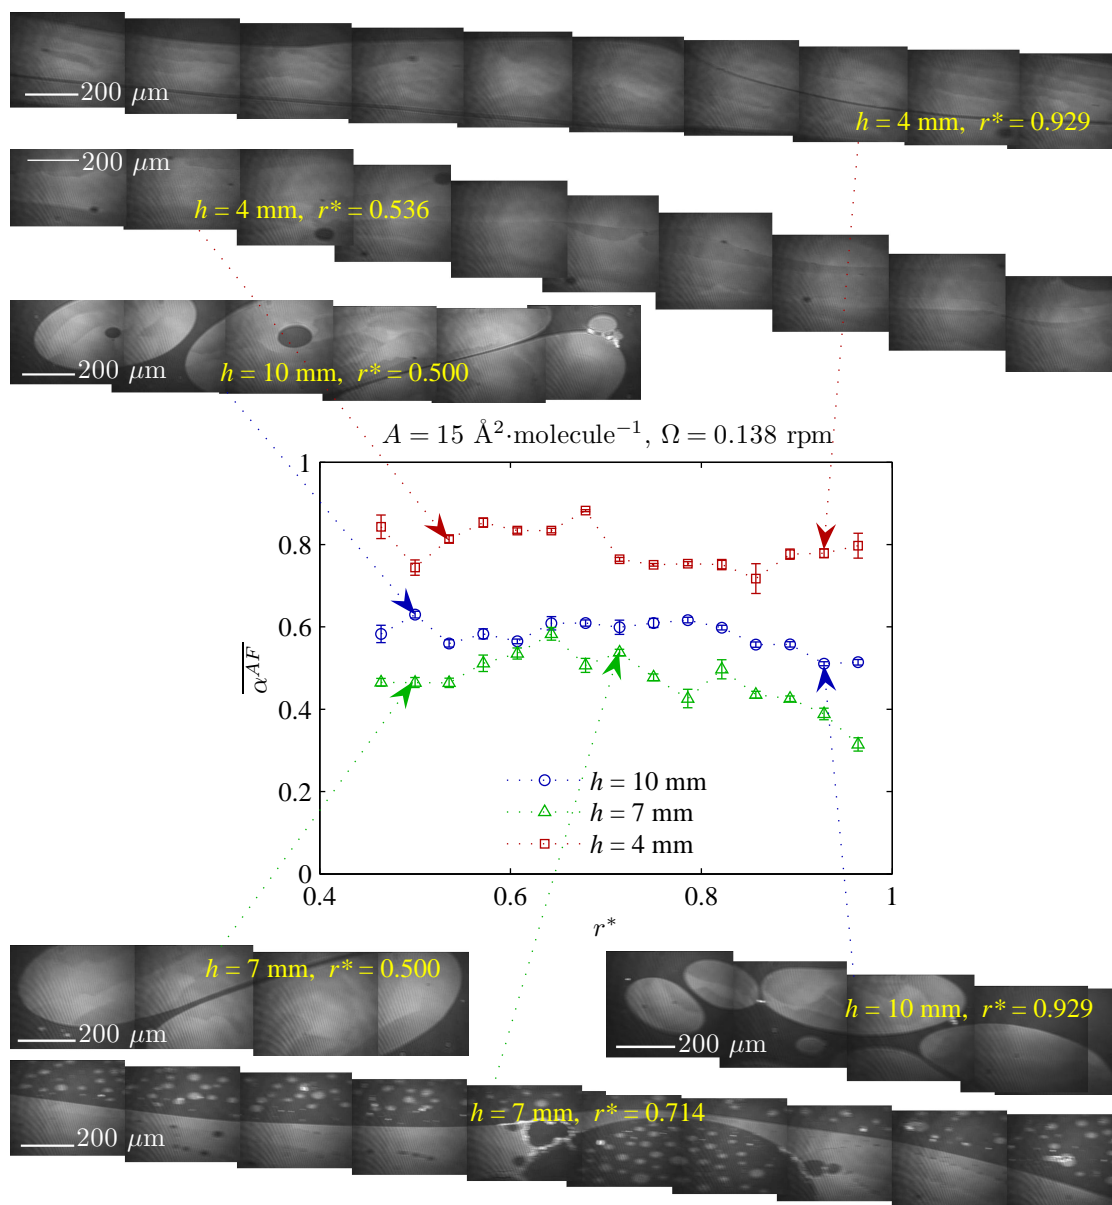 200 μm
h = 4 mm, r* = 0.929
200 μm
h = 4 mm, r* = 0.536
200 μm
h = 10 mm, r* = 0.500
A = 15 Å²·molecule⁻¹, Ω = 0.138 rpm
1
0.8
0.6
0.4
0.2
0
α^AF
h = 10 mm
h = 7 mm
h = 4 mm
0.4 0.6 0.8 1
r*
h = 7 mm, r* = 0.500
200 μm
h = 10 mm, r* = 0.929
200 μm
h = 7 mm, r* = 0.714
200 μm